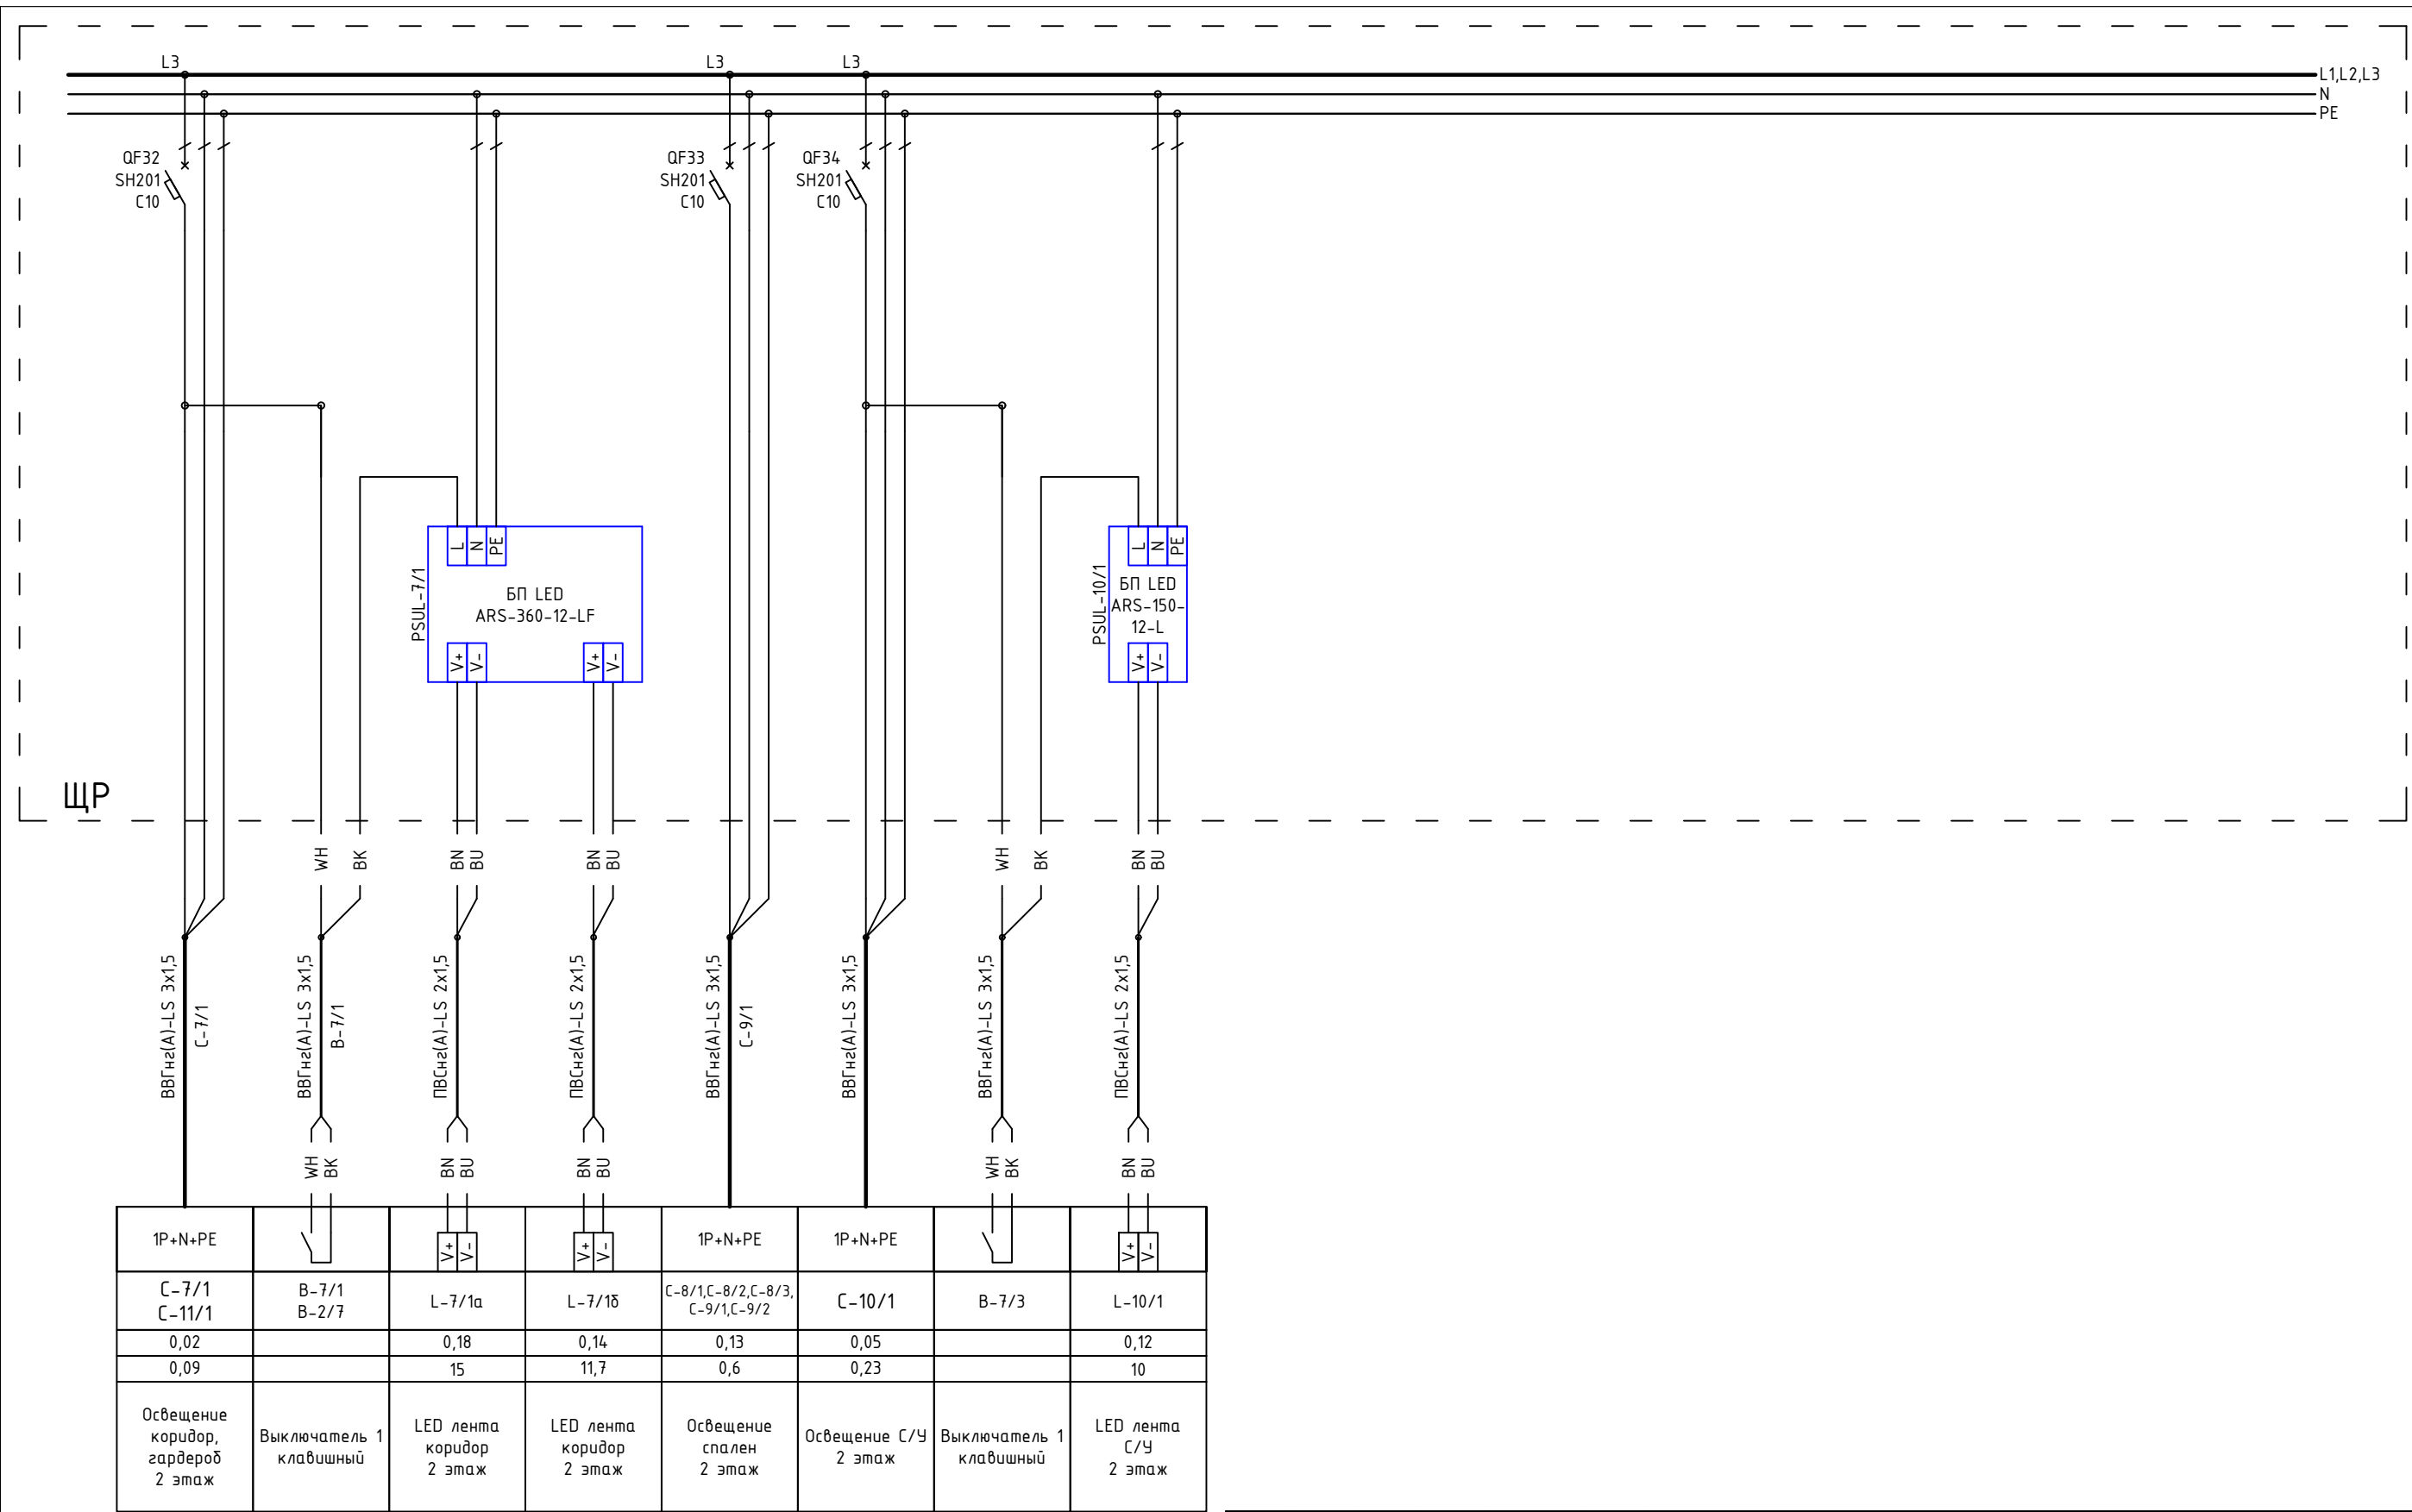 L3
L3
L3
L1,L2,L3
N
PE
QF32
SH201
C10
QF33
SH201
C10
QF34
SH201
C10
L
N
PE
PSUL-7/1
БП LED
ARS-360-12-LF
V+
V-
V+
V-
L
N
PE
PSUL-10/1
БП LED
ARS-150-
12-L
V+
V-
ЩР
WH
BK
BN
BU
BN
BU
WH
BK
BN
BU
ВВГнг(А)-LS 3x1,5
С-7/1
ВВГнг(А)-LS 3x1,5
В-7/1
ПВСнг(А)-LS 2x1,5
ПВСнг(А)-LS 2x1,5
ВВГнг(А)-LS 3x1,5
С-9/1
ВВГнг(А)-LS 3x1,5
ВВГнг(А)-LS 3x1,5
ПВСнг(А)-LS 2x1,5
WH
BK
BN
BU
BN
BU
WH
BK
BN
BU
1P+N+PE
V+
V-
V+
V-
1P+N+PE
1P+N+PE
V+
V-
С-7/1
С-11/1
В-7/1
В-2/7
L-7/1а
L-7/1б
С-8/1,С-8/2,С-8/3,
С-9/1,С-9/2
С-10/1
В-7/3
L-10/1
0,02
0,18
0,14
0,13
0,05
0,12
0,09
15
11,7
0,6
0,23
10
Освещение
коридор,
гардероб
2 этаж
Выключатель 1
клавишный
LED лента
коридор
2 этаж
LED лента
коридор
2 этаж
Освещение
спален
2 этаж
Освещение С/У
2 этаж
Выключатель 1
клавишный
LED лента
С/У
2 этаж